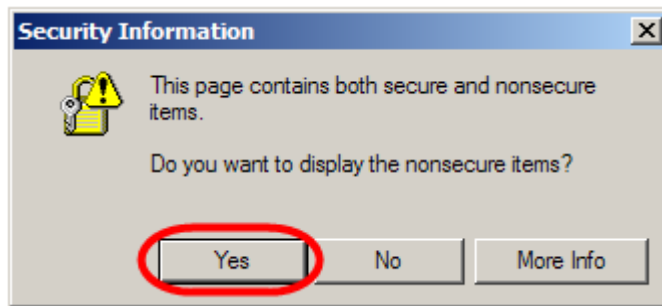 Security Information
This page contains both secure and nonsecure
items.
Do you want to display the nonsecure items?
Yes No More Info